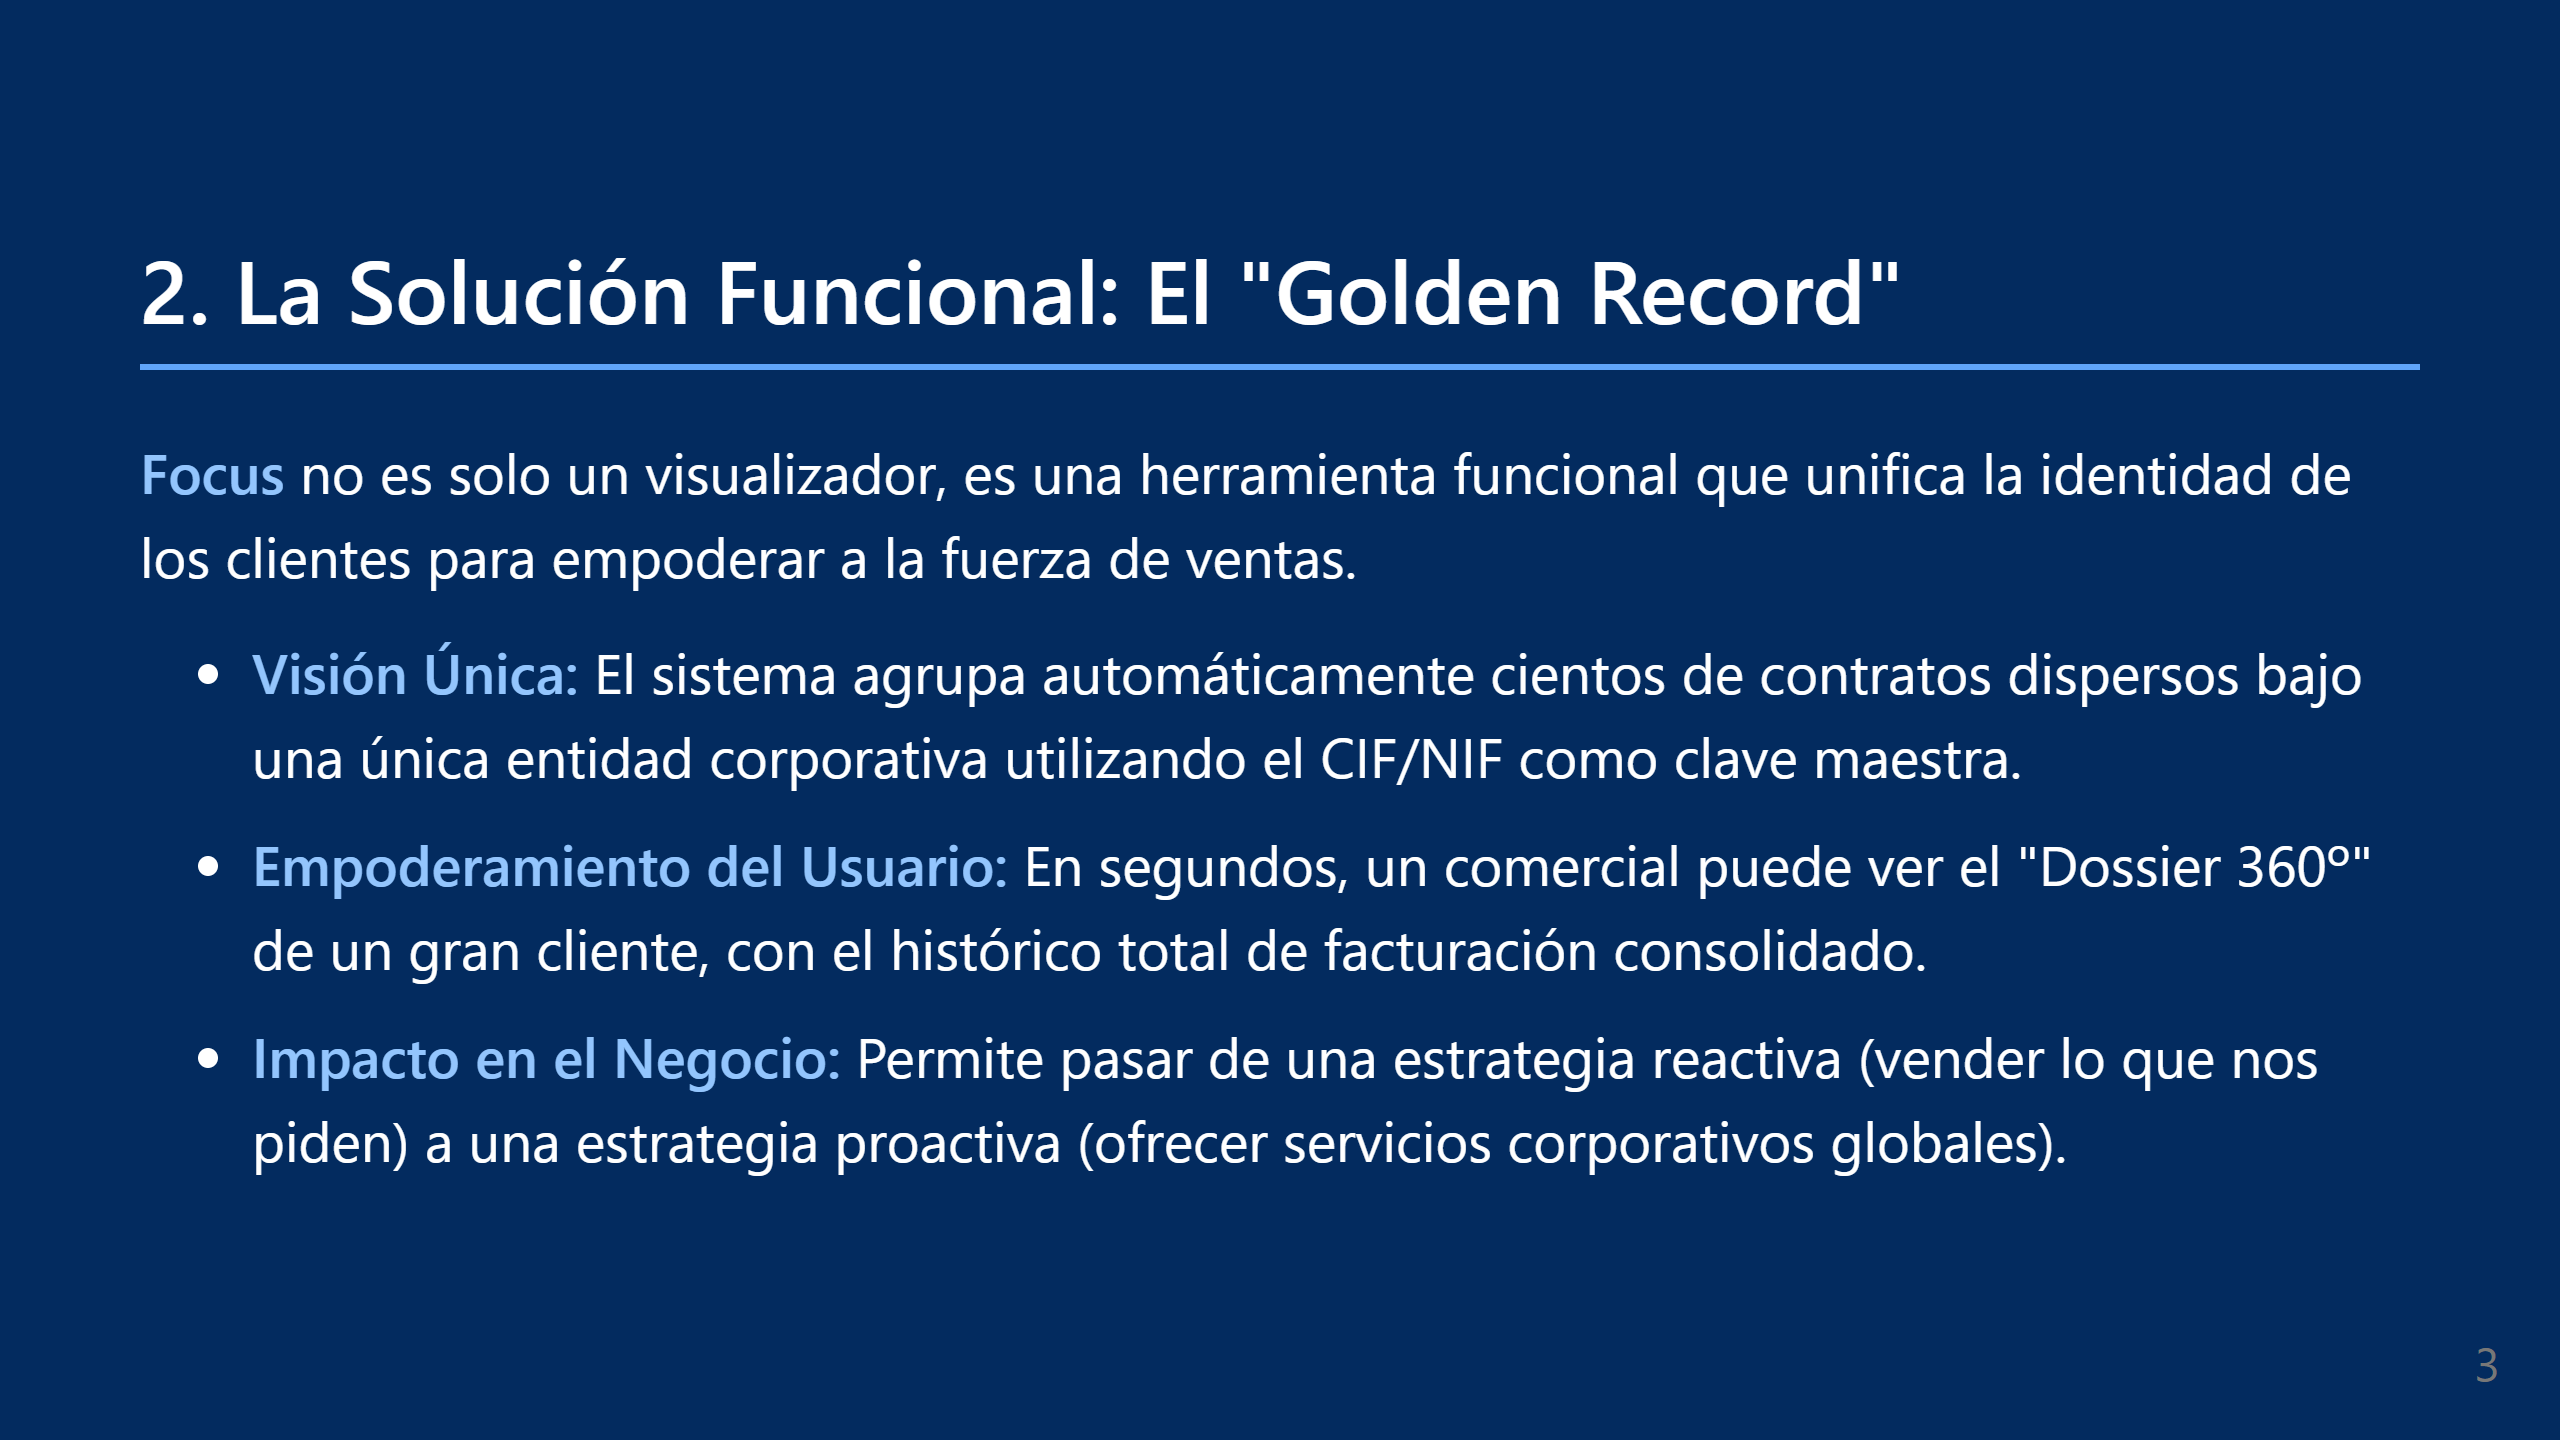 2. La Solución Funcional: El "Golden Record"
Focus no es solo un visualizador, es una herramienta funcional que unifica la identidad de
los clientes para empoderar a la fuerza de ventas.
• Visión Única: El sistema agrupa automáticamente cientos de contratos dispersos bajo
una única entidad corporativa utilizando el CIF/NIF como clave maestra.
• Empoderamiento del Usuario: En segundos, un comercial puede ver el "Dossier 360º"
de un gran cliente, con el histórico total de facturación consolidado.
• Impacto en el Negocio: Permite pasar de una estrategia reactiva (vender lo que nos
piden) a una estrategia proactiva (ofrecer servicios corporativos globales).
3